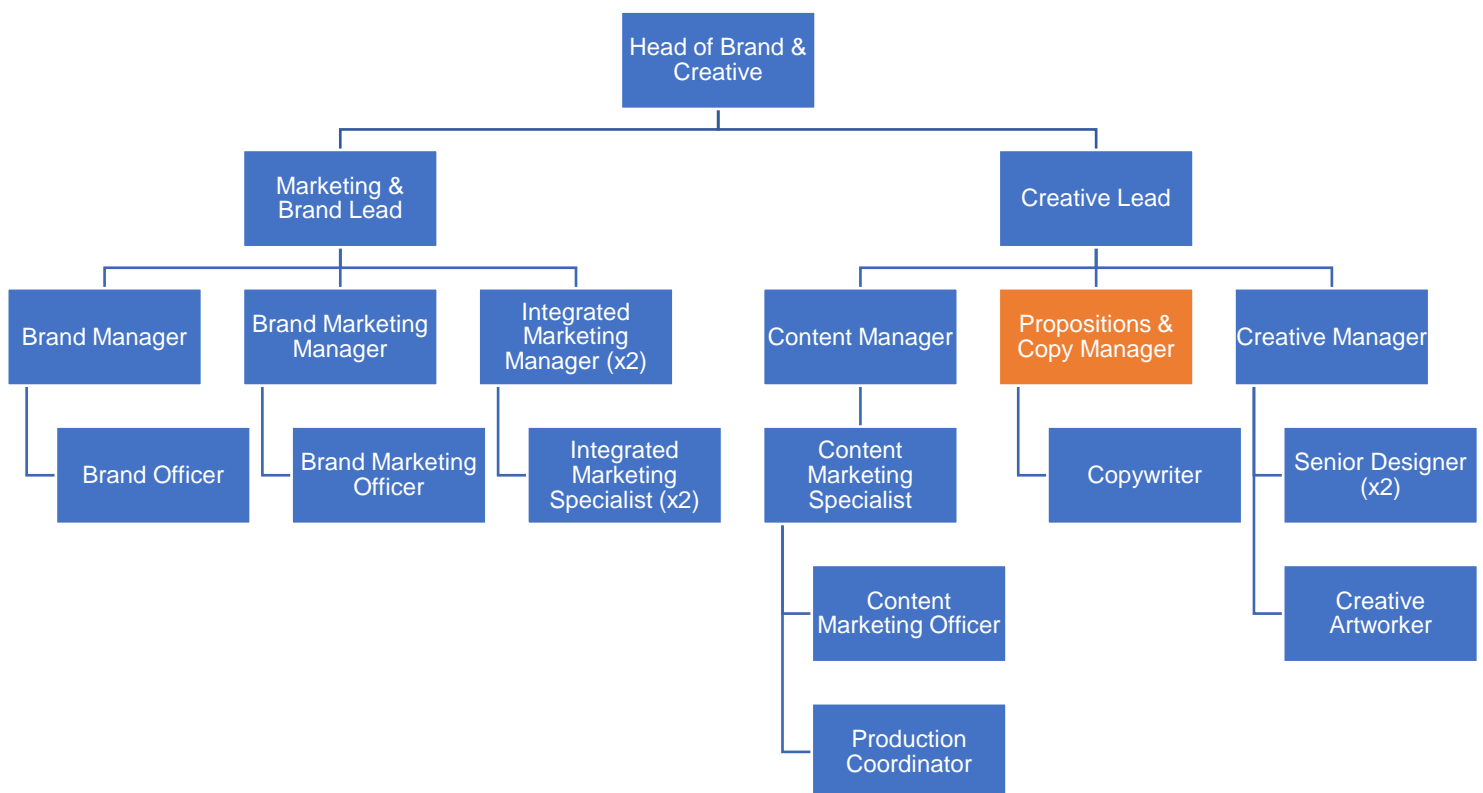 Head of Brand &
Creative
Marketing &
Brand Lead
Creative Lead
Brand Manager
Brand Marketing
Manager
Integrated
Marketing
Manager (x2)
Content Manager
Propositions &
Copy Manager
Creative Manager
Brand Officer
Brand Marketing
Officer
Integrated
Marketing
Specialist (x2)
Content
Marketing
Specialist
Copywriter
Senior Designer
(x2)
Content
Marketing Officer
Creative
Artworker
Production
Coordinator